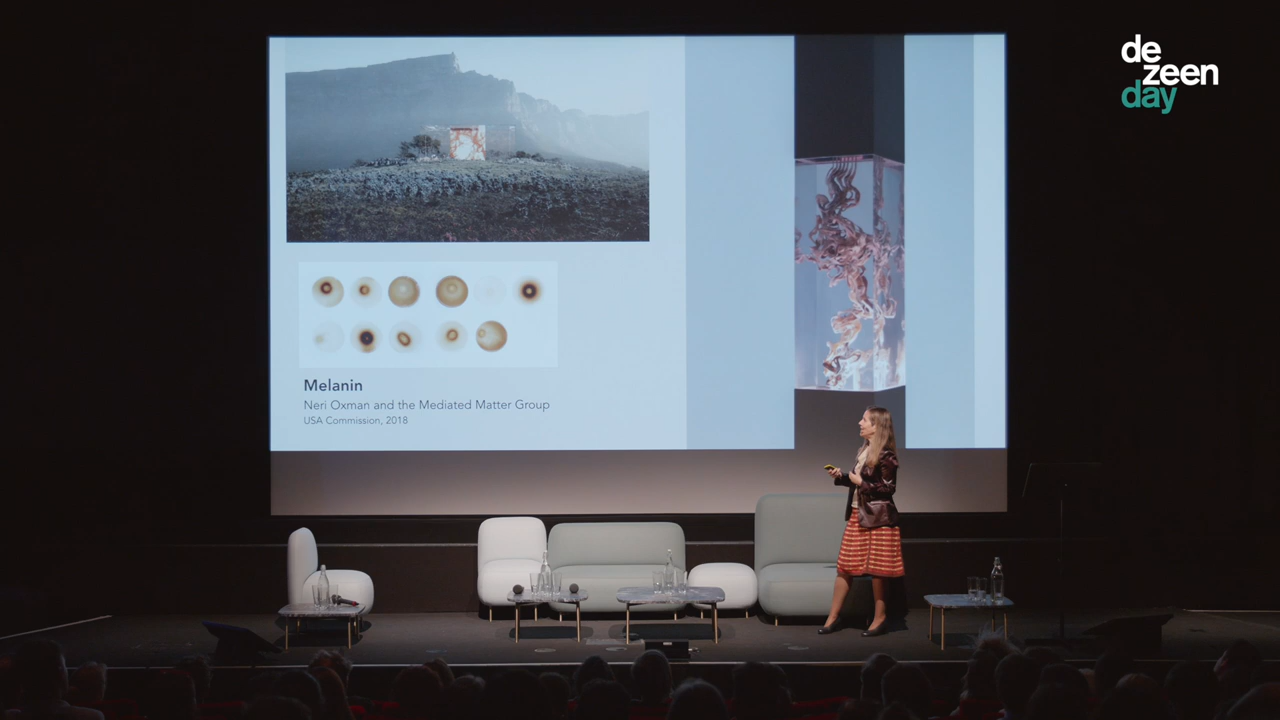 de
zeen
day
Melanin
Neri Oxman and the Mediated Matter Group
USA Commission, 2018